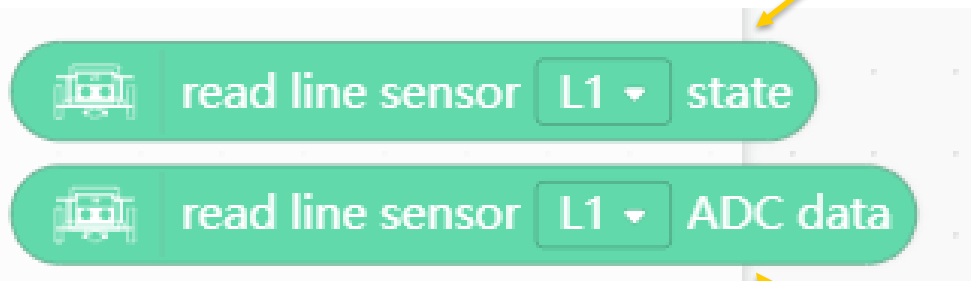 read line sensor L1 state
read line sensor L1 ADC data